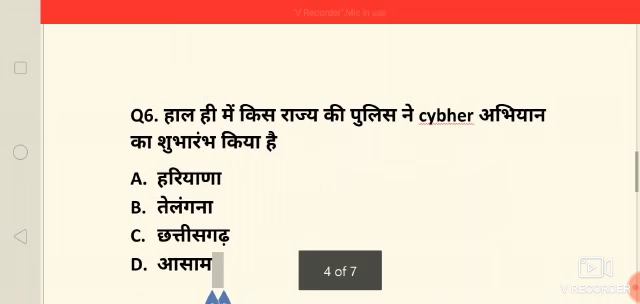 "V Recorder".Mic in use
Q6. हाल ही में किस राज्य की पुलिस ने cybher अभियान
का शुभारंभ किया है
A. हरियाणा
B. तेलंगना
C. छत्तीसगढ़
D. आसाम
4 of 7
V RECORDER